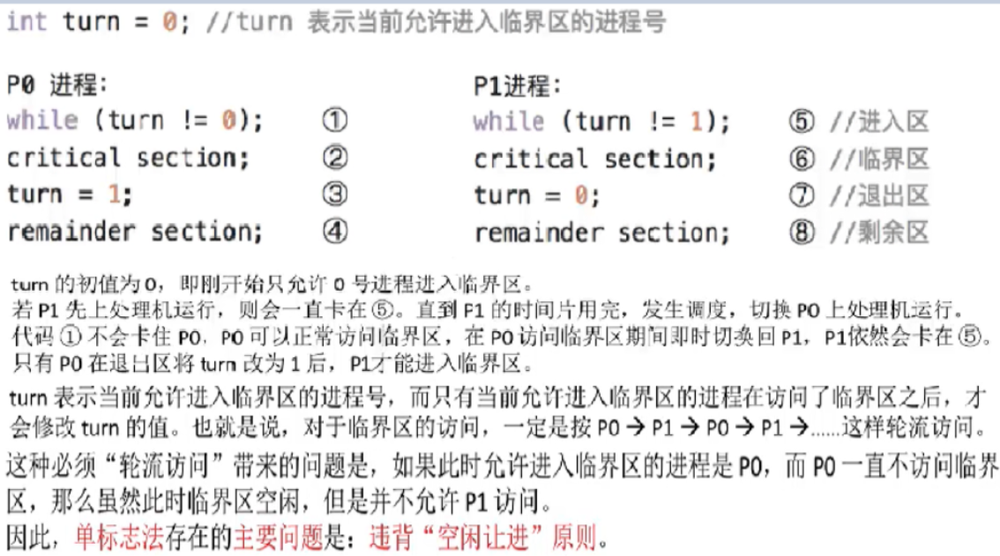 int turn = 0; //turn 表示当前允许进入临界区的进程号
P0 进程： P1进程：
while (turn != 0); ① while (turn != 1); ⑤ //进入区
critical section; ② critical section; ⑥ //临界区
turn = 1; ③ turn = 0; ⑦ //退出区
remainder section; ④ remainder section; ⑧ //剩余区
turn 的初值为 0，即刚开始只允许 0 号进程进入临界区。
若 P1 先上处理机运行，则会一直卡在 ⑤。直到 P1 的时间片用完，发生调度，切换 P0 上处理机运行。
代码 ① 不会卡住 P0，P0 可以正常访问临界区，在 P0 访问临界区期间即时切换回 P1，P1依然会卡在 ⑤。
只有 P0 在退出区将 turn 改为 1 后，P1才能进入临界区。
turn 表示当前允许进入临界区的进程号，而只有当前允许进入临界区的进程在访问了临界区之后，才
会修改 turn 的值。也就是说，对于临界区的访问，一定是按 P0 → P1 → P0 → P1 →......这样轮流访问。
这种必须“轮流访问”带来的问题是，如果此时允许进入临界区的进程是 P0，而 P0 一直不访问临界
区，那么虽然此时临界区空闲，但是并不允许 P1 访问。
因此，单标志法存在的主要问题是：违背“空闲让进”原则。